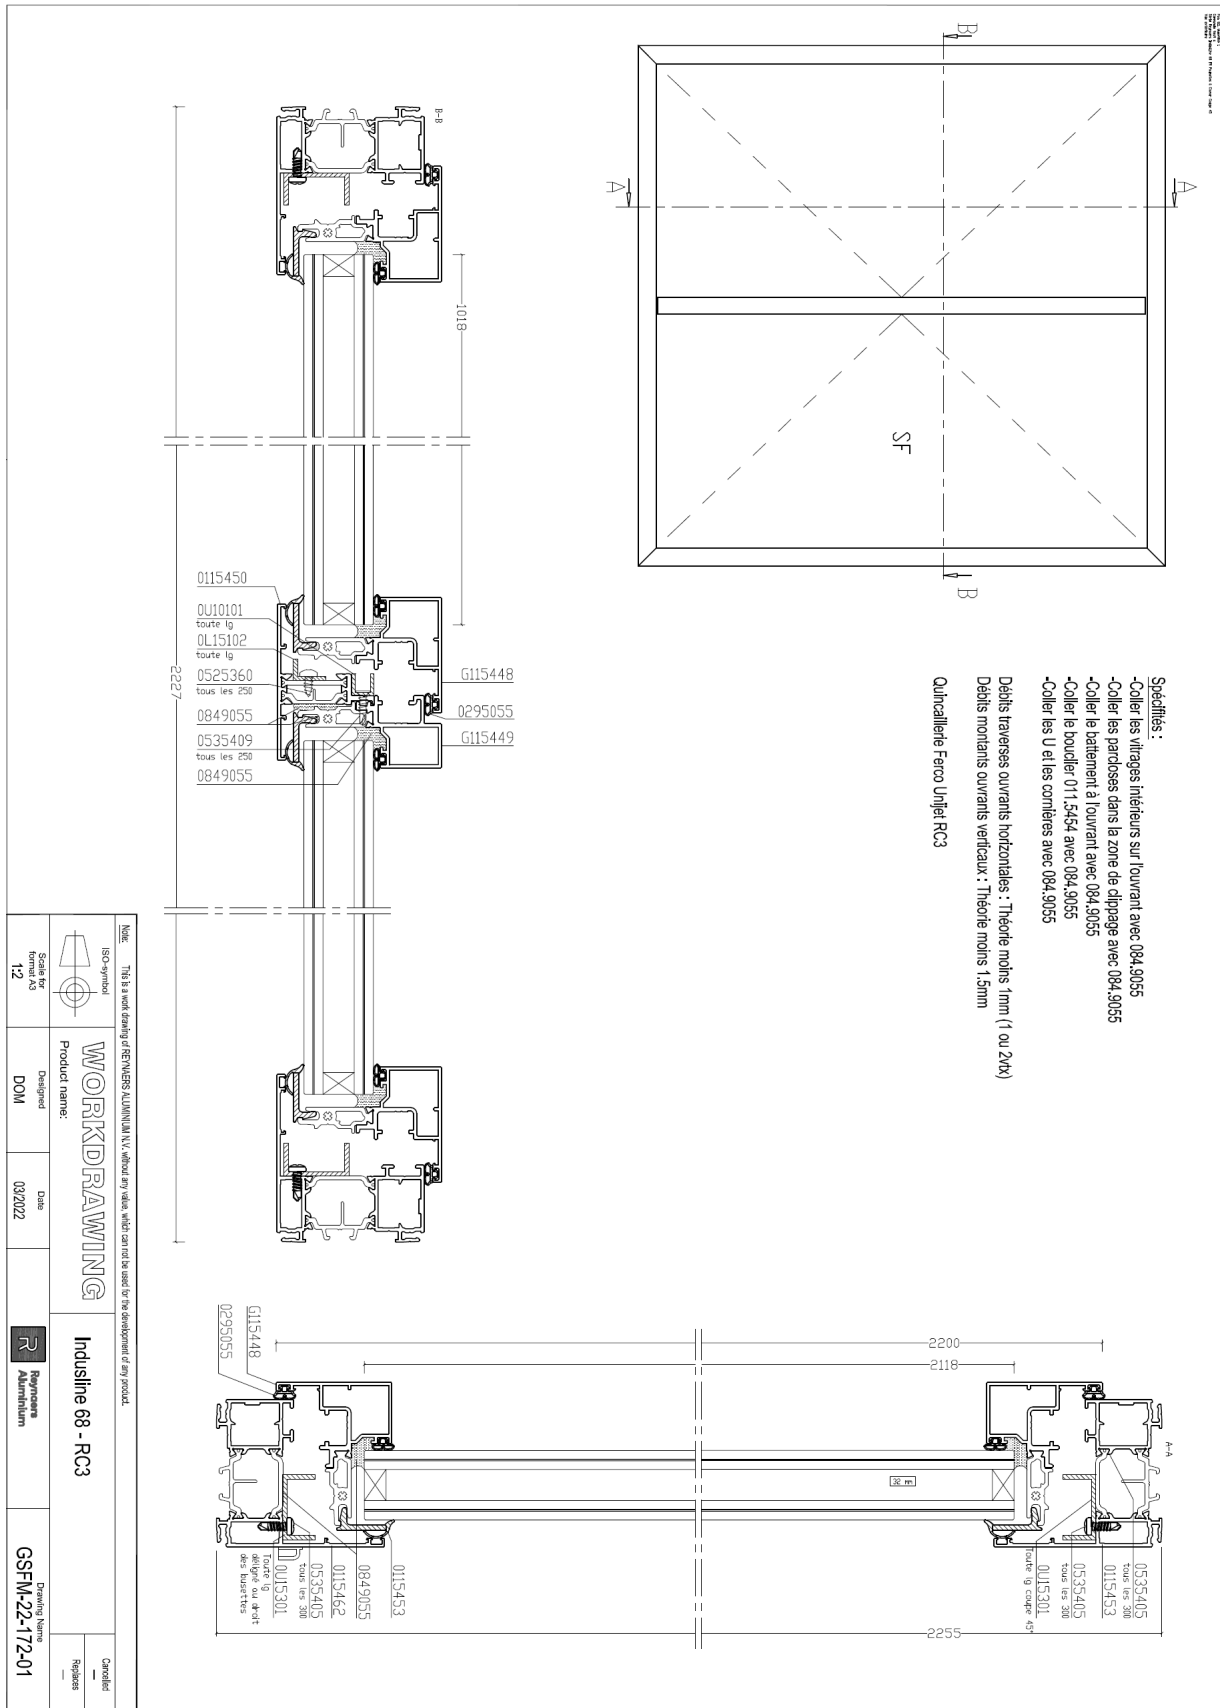 B
B
A
A
SF
Spécifités :
-Coller les vitrages intérieurs sur l'ouvrant avec 084.9055
-Coller les parcloses dans la zone de clippage avec 084.9055
-Coller le battement à l'ouvrant avec 084.9055
-Coller le bouclier 011.5454 avec 084.9055
-Coller les U et les cornières avec 084.9055
Débits traverses ouvrants horizontales : Théorie moins 1mm (1 ou 2vtx)
Débits montants ouvrants verticaux : Théorie moins 1.5mm
Quincaillerie Ferco Unijet RC3
B-B
1018
2227
0115450
0U10101
toute lg
0L15102
toute lg
0525360
tous les 250
0849055
0535409
tous les 250
0849055
G115448
0295055
G115449
A-A
2200
2118
2255
G115448
0295055
0115453
0849055
0115462
0535405
tous les 300
0U15301
Toute lg
déligné au droit
des busettes
0535405
tous les 300
0115453
0535405
tous les 300
0U15301
Toute lg coupe 45°
Note: This is a work drawing of REYNAERS ALUMINIUM N.V. without any value, which can not be used for the development of any product.
ISO-symbol
WORKDRAWING
Product name:
Indusline 68 - RC3
Cancelled
—
Replaces
—
Scale for
format A3
1:2
Designed
DOM
Date
03/2022
Reynaers
Aluminium
Drawing Name
GSFM-22-172-01